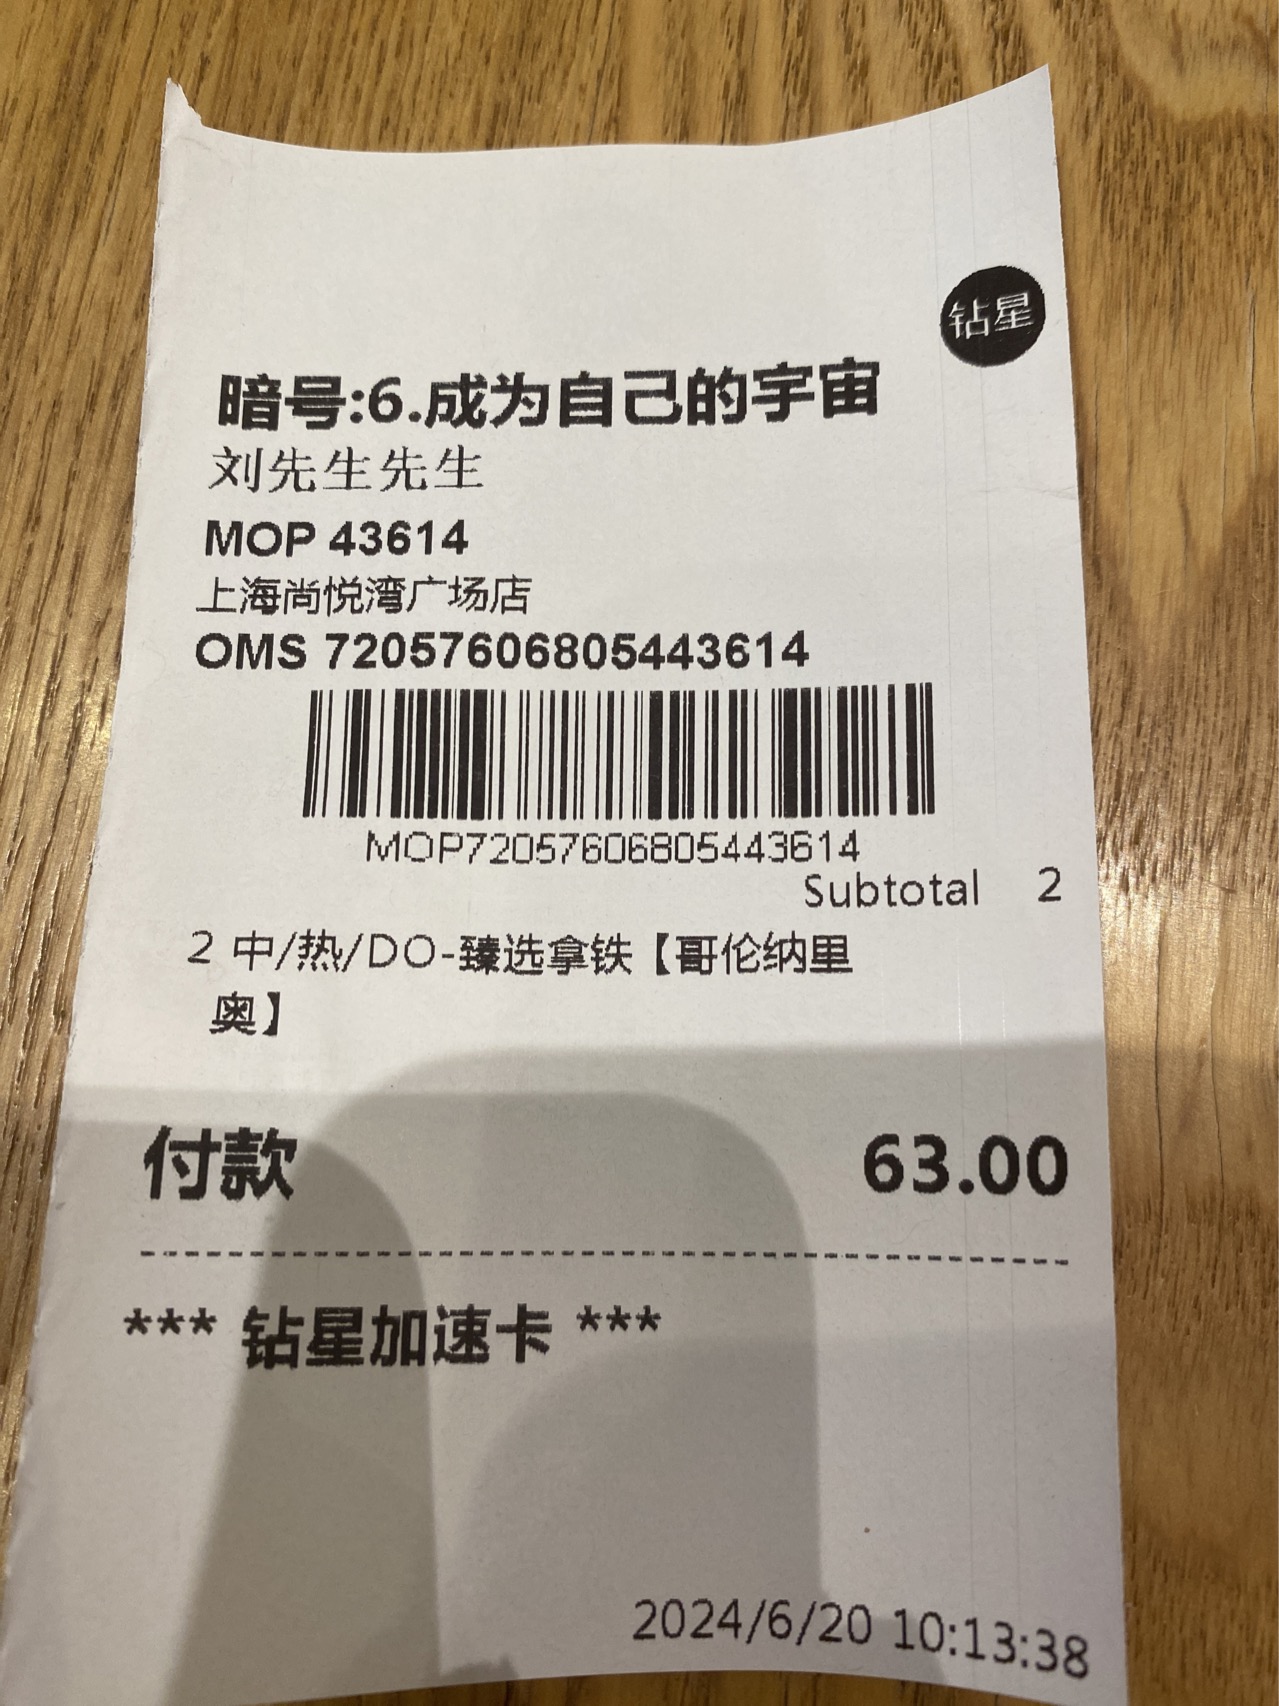 钻星
暗号:6.成为自己的宇宙
刘先生先生
MOP 43614
上海尚悦湾广场店
OMS 72057606805443614
MOP72057606805443614
Subtotal 2
2 中/热/DO-臻选拿铁【哥伦纳里
奥】
付款 63.00
--------------------------------------------------
*** 钻星加速卡 ***
2024/6/20 10:13:38